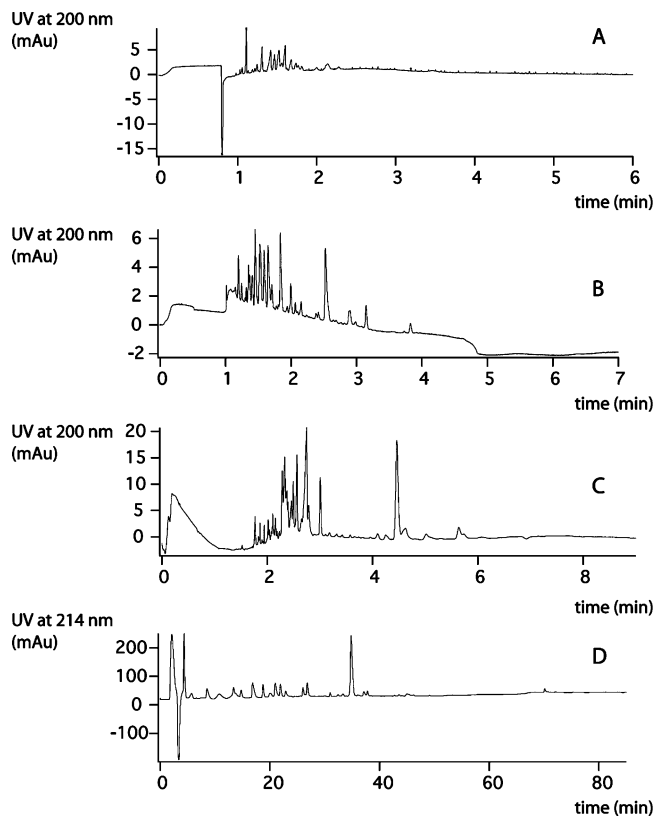 UV at 200 nm
(mAu)
A
5
0
-5
-10
-15
0 1 2 3 4 5 6
time (min)
UV at 200 nm
(mAu)
B
6
4
2
0
-2
0 1 2 3 4 5 6 7
time (min)
UV at 200 nm
(mAu)
C
20
15
10
5
0
0 2 4 6 8
time (min)
UV at 214 nm
(mAu)
D
200
100
0
-100
0 20 40 60 80
time (min)